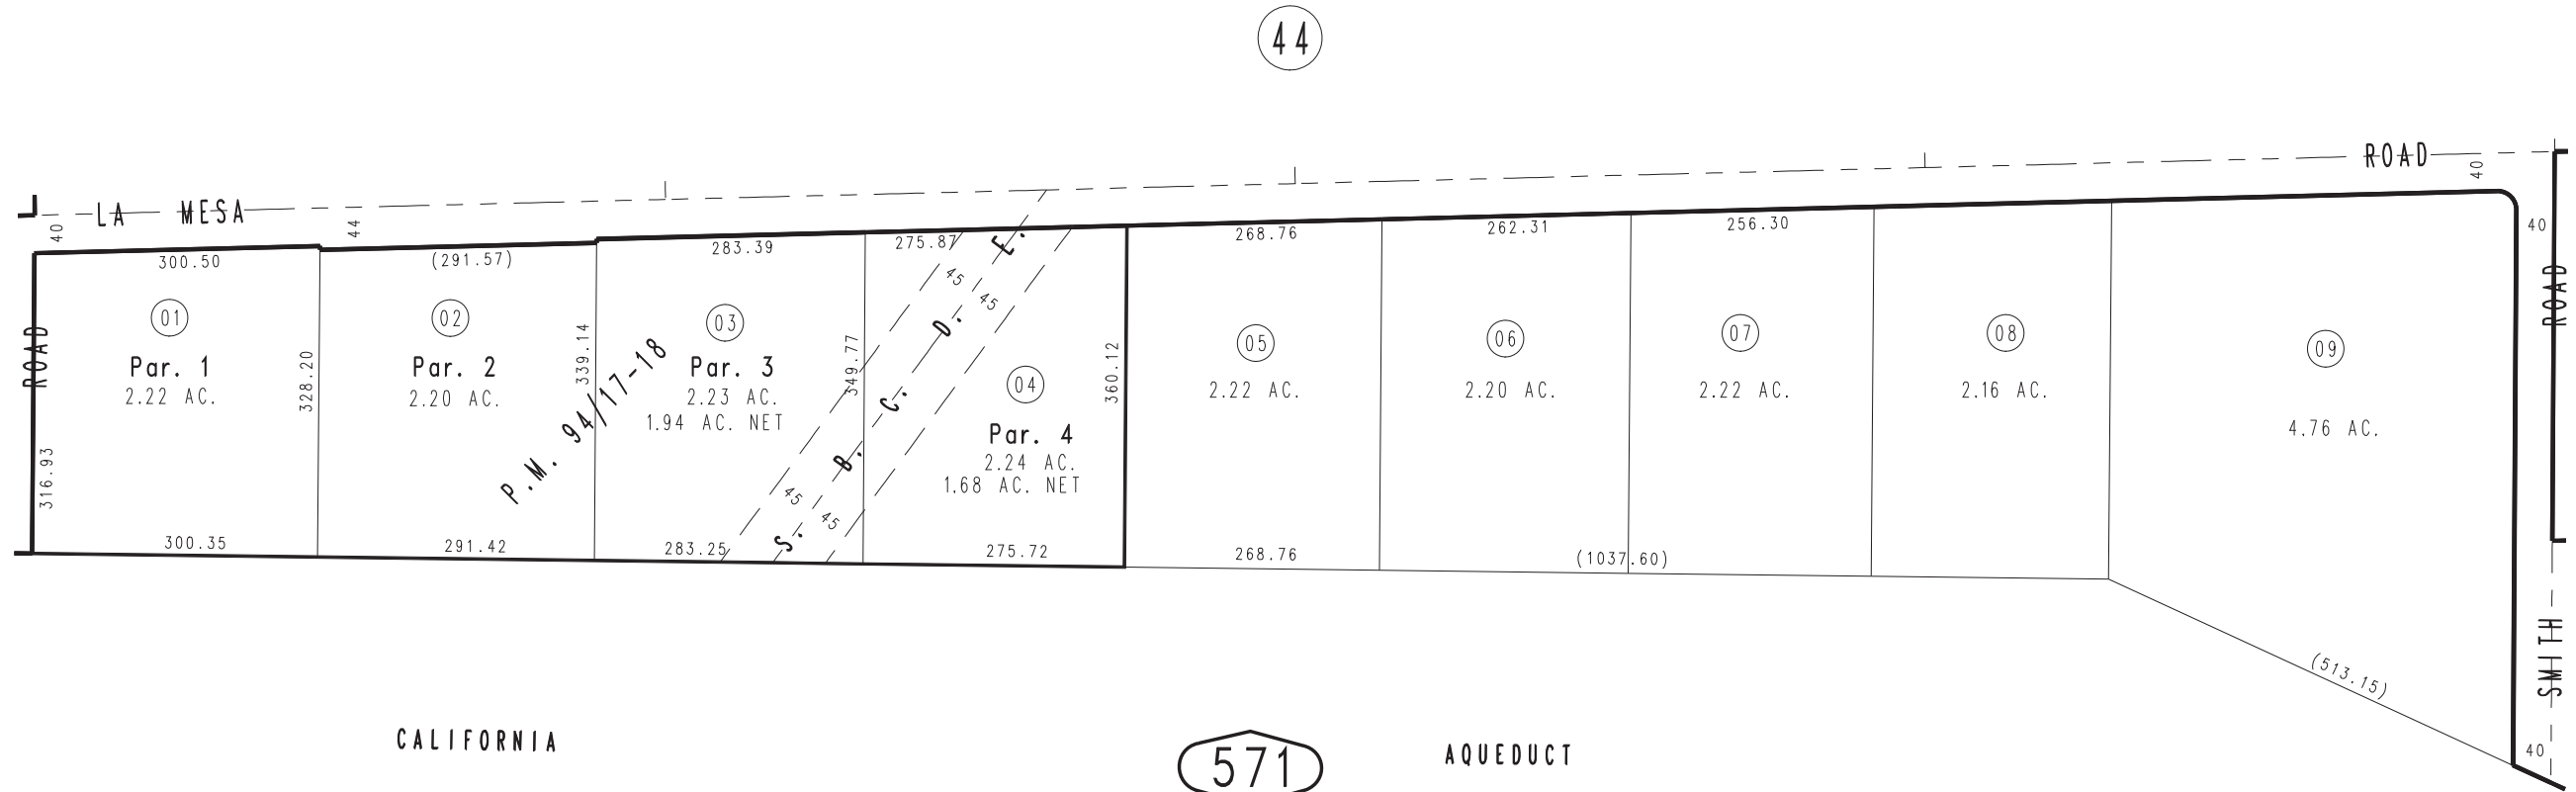 44
LA MESA ROAD
40
44
40
40
300.50
(291.57)
283.39
275.87
268.76
262.31
256.30
ROAD
01
Par. 1
2.22 AC.
316.93
328.20
300.35
02
Par. 2
2.20 AC.
339.14
291.42
P.M. 94/17-18
03
Par. 3
2.23 AC.
1.94 AC. NET
349.77
283.25
S. B. C. D. E.
45
45
45
45
04
Par. 4
2.24 AC.
1.68 AC. NET
360.12
275.72
05
2.22 AC.
268.76
06
2.20 AC.
(1037.60)
07
2.22 AC.
08
2.16 AC.
09
4.76 AC.
(513.15)
SMITH ROAD
40
CALIFORNIA AQUEDUCT
571